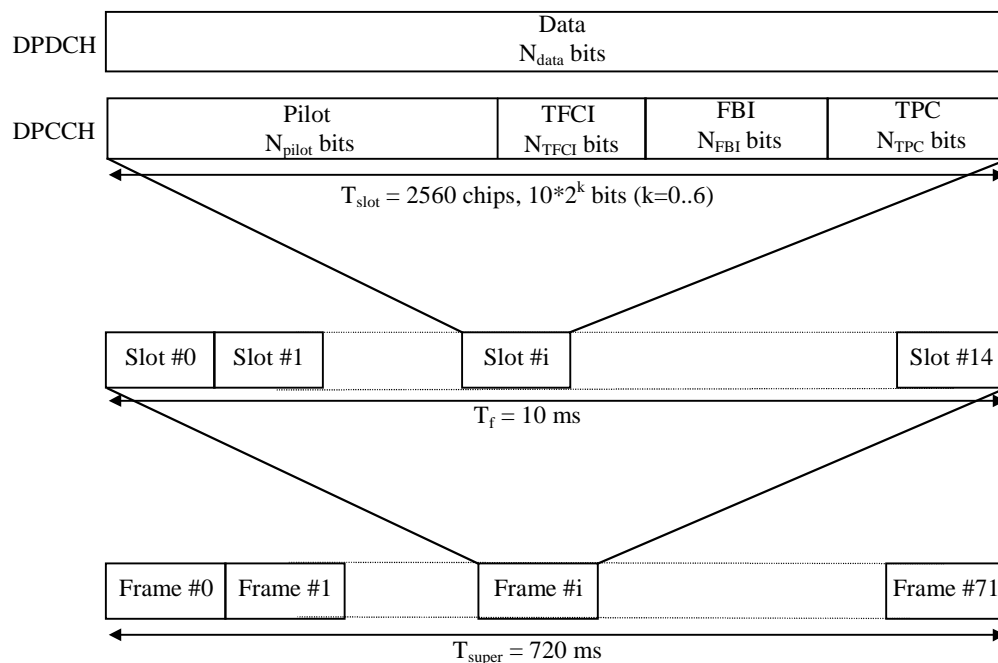 DPDCH
Data
N_data bits
DPCCH
Pilot
N_pilot bits
TFCI
N_TFCI bits
FBI
N_FBI bits
TPC
N_TPC bits
T_slot = 2560 chips, 10*2^k bits (k=0..6)
Slot #0
Slot #1
Slot #i
Slot #14
T_f = 10 ms
Frame #0
Frame #1
Frame #i
Frame #71
T_super = 720 ms